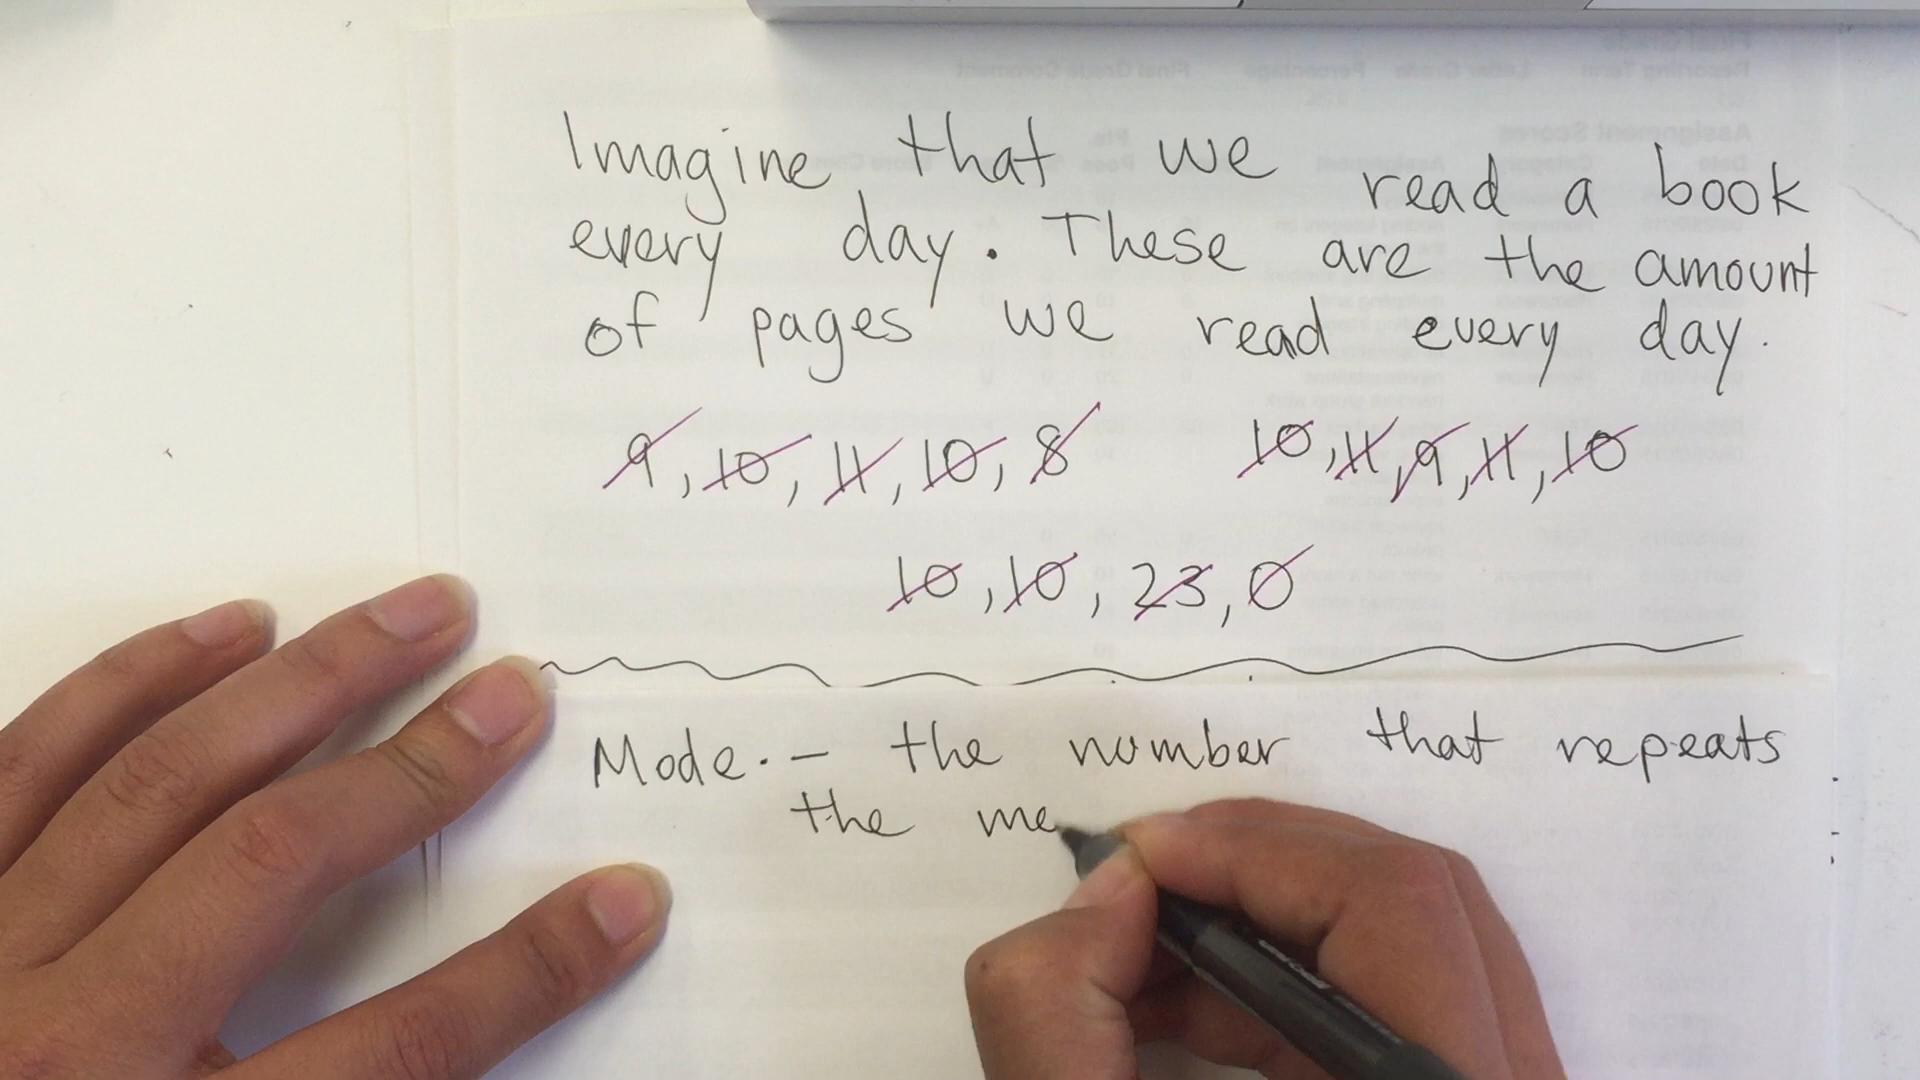 Imagine that we read a book
every day. These are the amount
of pages we read every day.
9, 10, 11, 10, 8 10, 11, 9, 11, 10
10, 10, 23, 0
Mode. - the number that repeats
the